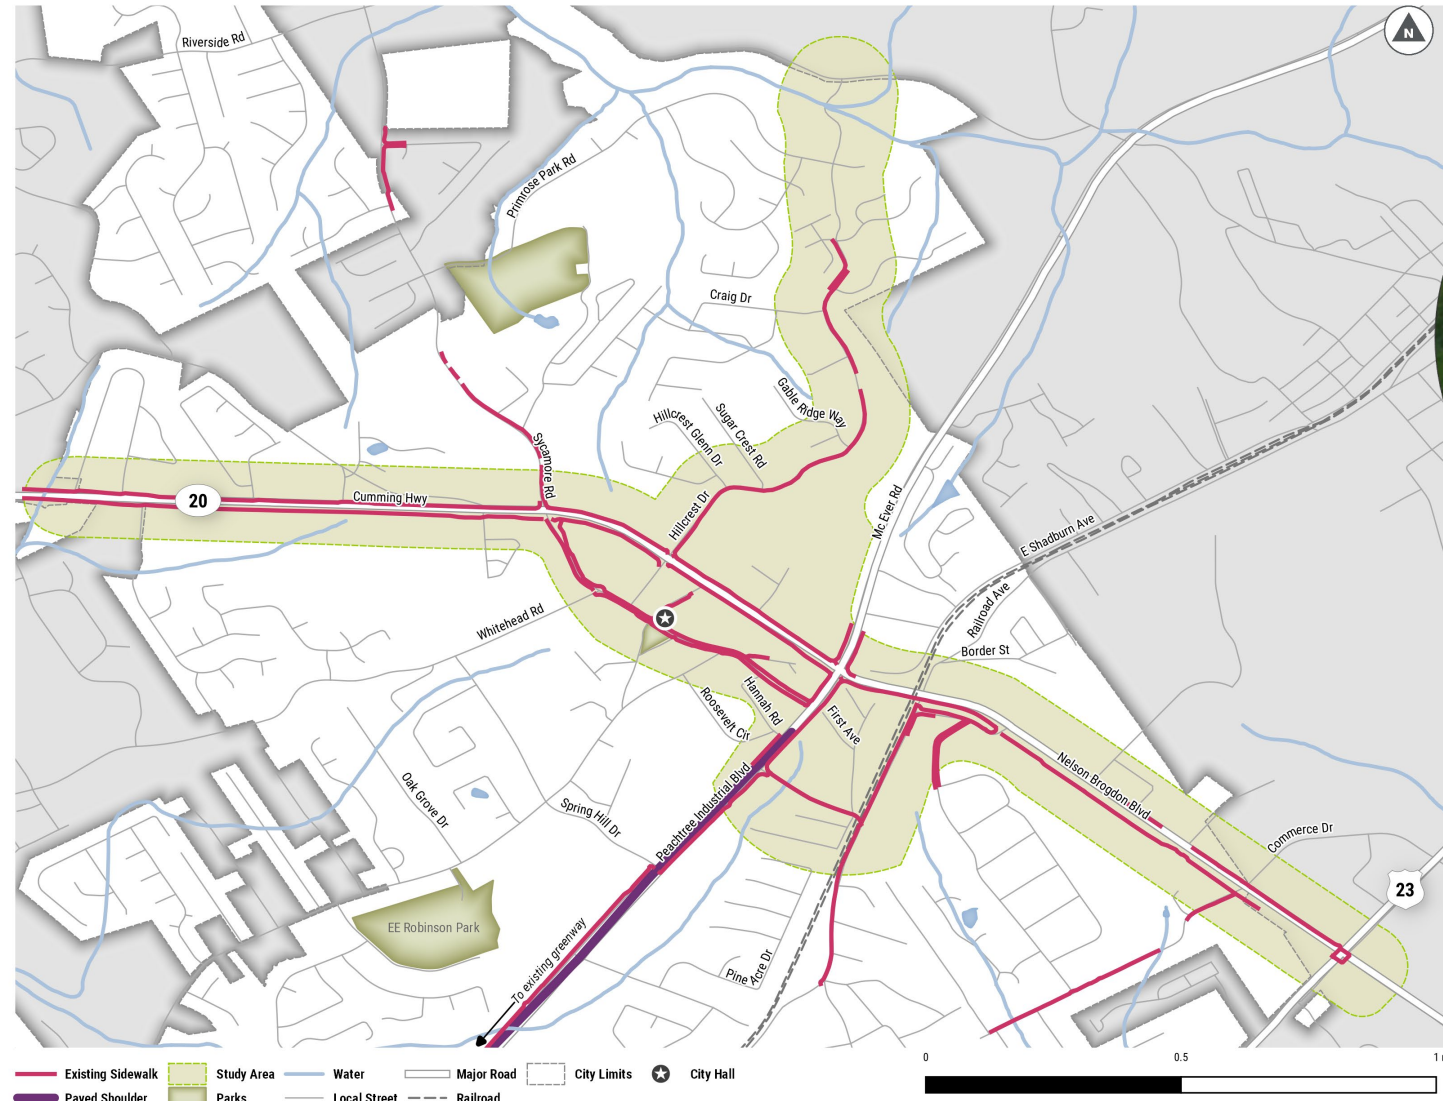 N
Riverside Rd
Primrose Park Rd
Craig Dr
Gable Ridge Way
Hillcrest Glenn Dr
Sugar Crest Rd
Sycamore Rd
20
Cumming Hwy
Hillcrest Dr
Mc.Ever Rd
E Shadburn Ave
Railroad Ave
Whitehead Rd
Border St
Hannah Rd
Roosevelt Cir
First Ave
Nelson Brogdon Blvd
Peachtree Industrial Blvd
Oak Grove Dr
Spring Hill Dr
Commerce Dr
23
EE Robinson Park
To existing greenway
Pine Acre Dr
0 0.5 1
Existing Sidewalk Study Area Water Major Road City Limits City Hall
Paved Shoulder Parks Local Street Railroad